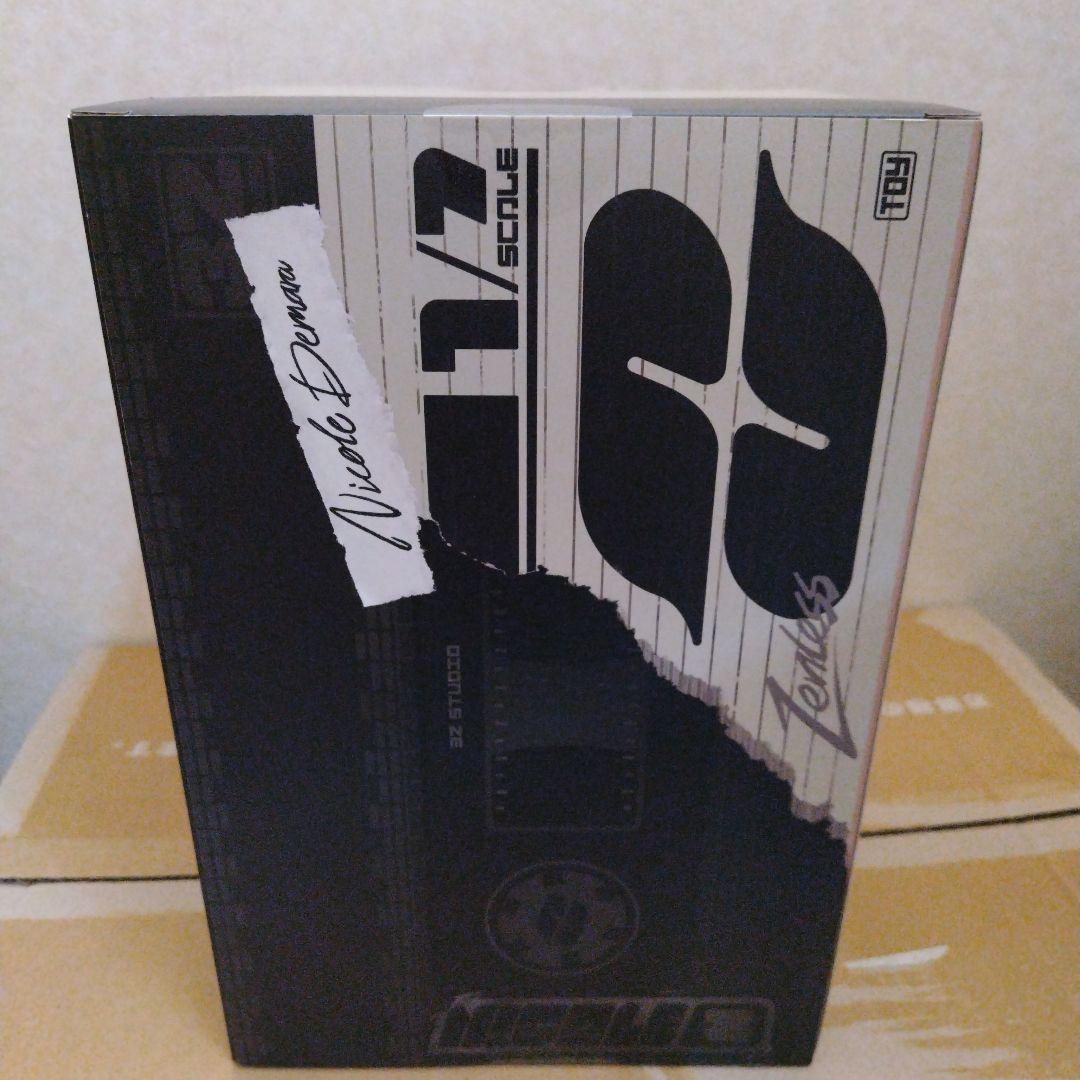 Nicole Demara
1/7
SCALE
TOY
Zenless
3Z STUDIO